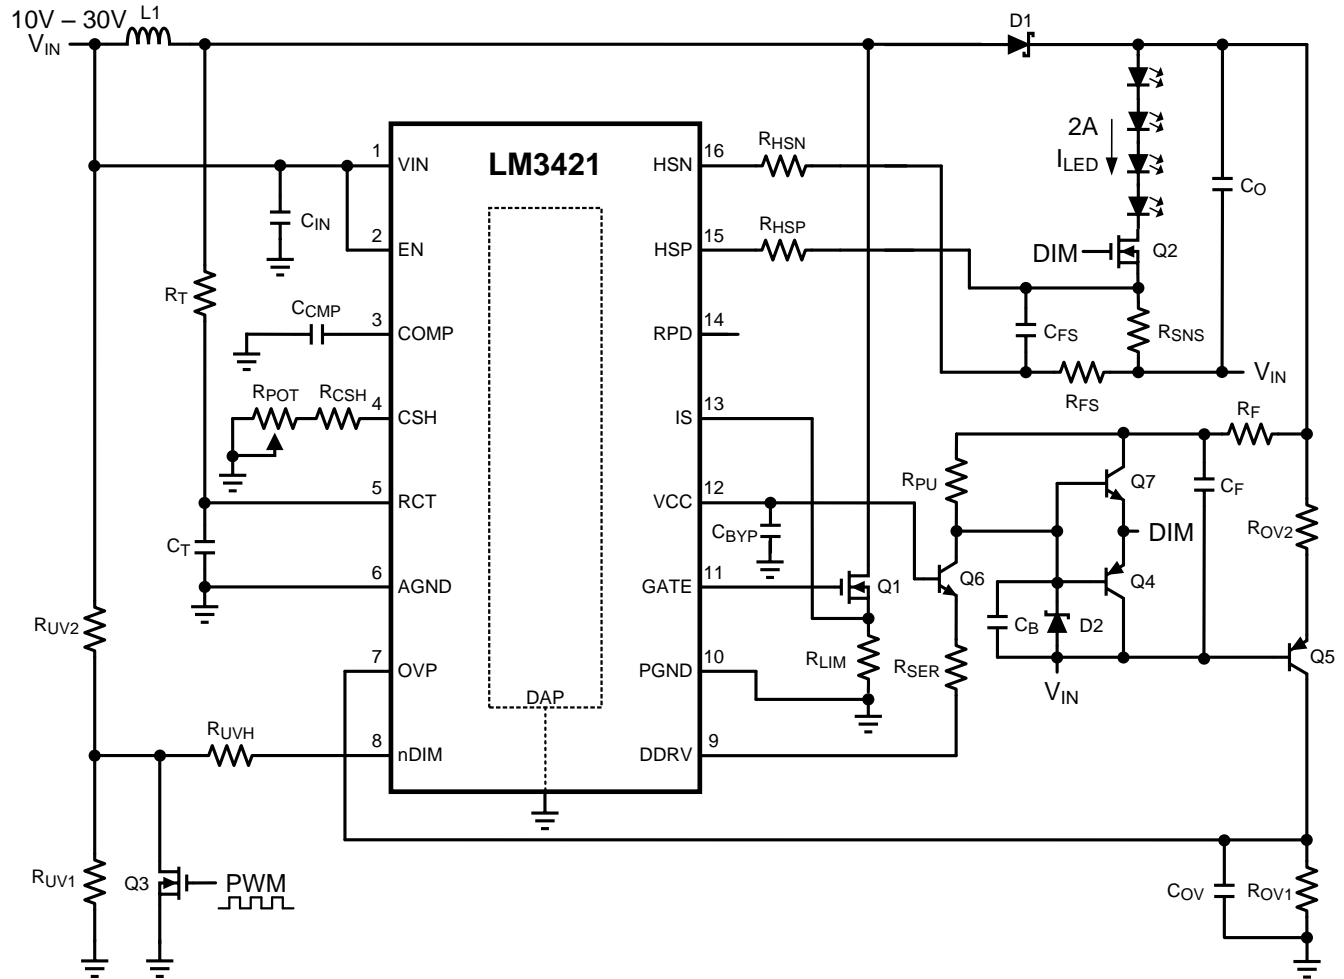 10V – 30V
L1
VIN
D1
LM3421
1
VIN
HSN
16
RHSN
2A
ILED
CO
CIN
2
EN
HSP
15
RHSP
DIM
Q2
RT
CCMP
3
COMP
RPD
14
CFS
RSNS
VIN
RFS
RPOT
RCSH
4
CSH
IS
13
RF
5
RCT
VCC
12
RPU
Q7
CF
CT
CBYP
DIM
ROV2
6
AGND
GATE
11
Q1
Q6
Q4
RUV2
CB
D2
7
OVP
PGND
10
RLIM
RSER
Q5
VIN
DAP
RUVH
8
nDIM
DDRV
9
RUV1
Q3
PWM
COV
ROV1